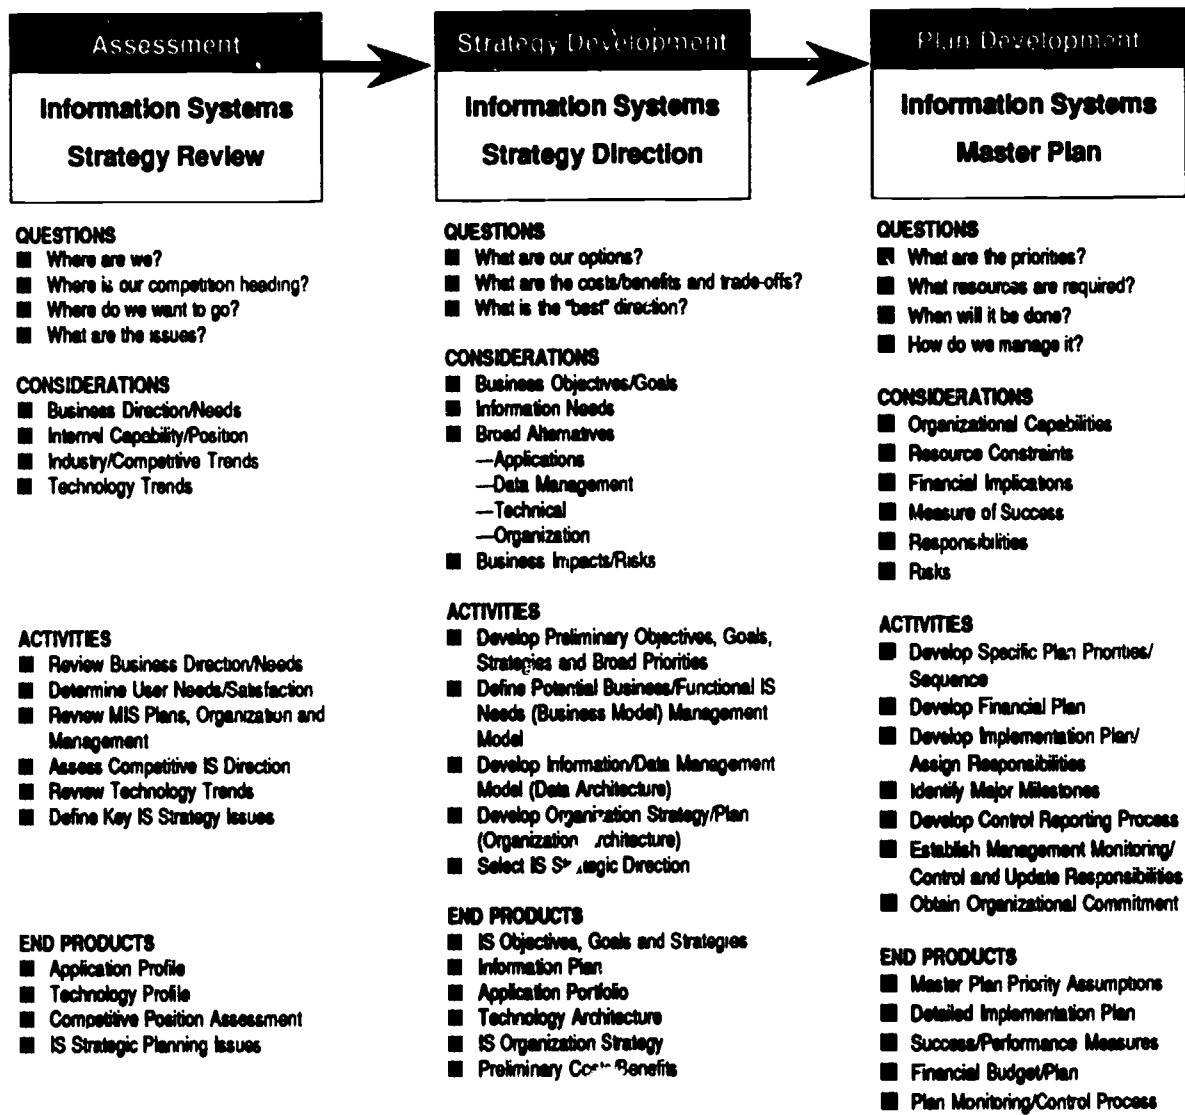 Assessment
Information Systems
Strategy Review
QUESTIONS
■ Where are we?
■ Where is our competition heading?
■ Where do we want to go?
■ What are the issues?
CONSIDERATIONS
■ Business Direction/Needs
■ Internal Capability/Position
■ Industry/Competitive Trends
■ Technology Trends
ACTIVITIES
■ Review Business Direction/Needs
■ Determine User Needs/Satisfaction
■ Review MIS Plans, Organization and
Management
■ Assess Competitive IS Direction
■ Review Technology Trends
■ Define Key IS Strategy Issues
END PRODUCTS
■ Application Profile
■ Technology Profile
■ Competitive Position Assessment
■ IS Strategic Planning Issues
Strategy Development
Information Systems
Strategy Direction
QUESTIONS
■ What are our options?
■ What are the costs/benefits and trade-offs?
■ What is the "best" direction?
CONSIDERATIONS
■ Business Objectives/Goals
■ Information Needs
■ Broad Alternatives
—Applications
—Data Management
—Technical
—Organization
■ Business Impacts/Risks
ACTIVITIES
■ Develop Preliminary Objectives, Goals,
Strategies and Broad Priorities
■ Define Potential Business/Functional IS
Needs (Business Model) Management
Model
■ Develop Information/Data Management
Model (Data Architecture)
■ Develop Organization Strategy/Plan
(Organization
■ Select IS Direction
END PRODUCTS
■ IS Objectives, Goals and Strategies
■ Information Plan
■ Application Portfolio
■ Technology Architecture
■ IS Organization Strategy
■ Preliminary Benefits
Plan Development
Information Systems
Master Plan
QUESTIONS
■ What are the priorities?
■ What resources are required?
■ When will it be done?
■ How do we manage it?
CONSIDERATIONS
■ Organizational Capabilities
■ Resource Constraints
■ Financial Implications
■ Measure of Success
■ Responsibilities
■ Risks
ACTIVITIES
■ Develop Specific Plan Priorities/
Sequence
■ Develop Financial Plan
■ Develop Implementation Plan/
Assign Responsibilities
■ Identify Major Milestones
■ Develop Control Reporting Process
■ Establish Management Monitoring/
Control and Update Responsibilities
■ Obtain Organizational Commitment
END PRODUCTS
■ Master Plan Priority Assumptions
■ Detailed Implementation Plan
■ Success/Performance Measures
■ Financial Budget/Plan
■ Plan Monitoring/Control Process